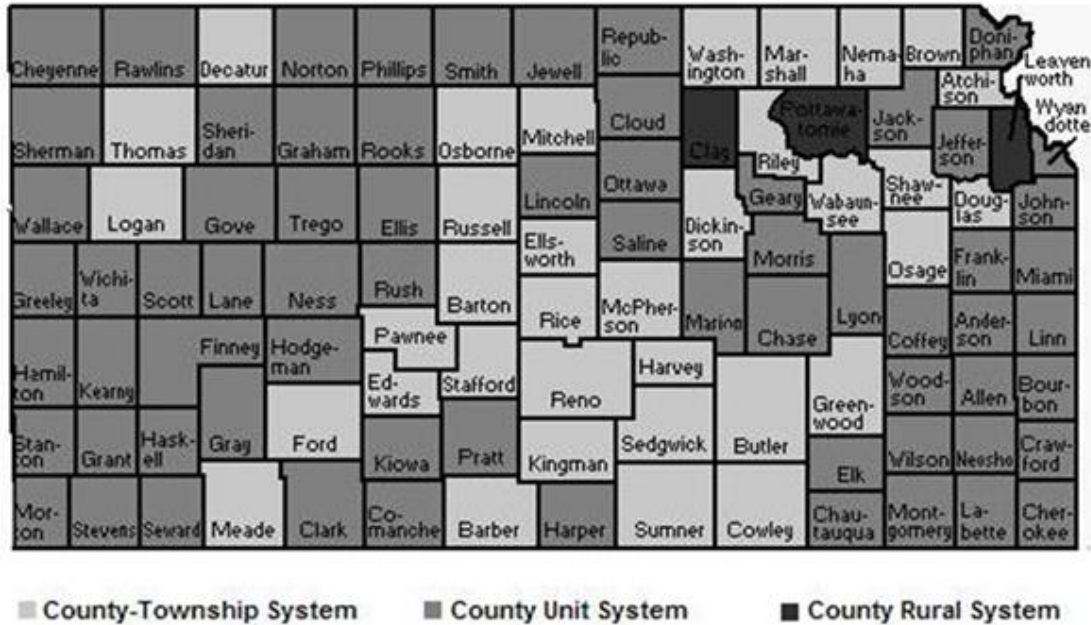 Cheyenne Rawlins Decatur Norton Phillips Smith Jewell
Repub-
lic
Wash-
ington
Mar-
shall
Nema-
ha
Brown
Doni-
phan
Leaven
worth
Atchi-
son
Wyan
dotte
Sherman Thomas
Sheri-
dan
Graham Rooks Osborne
Mitchell
Cloud
Clay
Riley
Pottawa-
tomie
Jack-
son
Jeffer-
son
Wallace Logan Gove Trego Ellis Russell
Lincoln
Ottawa
Saline
Ells-
worth
Dickin-
son
Geary
Wabaun-
see
Shaw-
nee
Doug-
las
John-
son
Morris
Osage
Frank-
lin
Miami
Greeley
Wichi-
ta
Scott Lane Ness
Rush
Barton
Rice
McPher-
son
Marion
Chase
Lyon
Coffey
Ander-
son
Linn
Pawnee
Hamil-
ton
Kearny
Finney
Hodge-
man
Ed-
wards
Stafford
Reno
Harvey
Sedgwick
Butler
Green-
wood
Wood-
son
Allen
Bour-
bon
Stan-
ton
Grant
Hask-
ell
Gray
Ford
Kiowa
Pratt
Kingman
Elk
Wilson
Neosho
Craw-
ford
Mor-
ton
Stevens Seward Meade Clark
Co-
manche
Barber Harper Sumner Cowley
Chau-
tauqua
Mont-
gomery
La-
bette
Cher-
okee
County-Township System County Unit System County Rural System